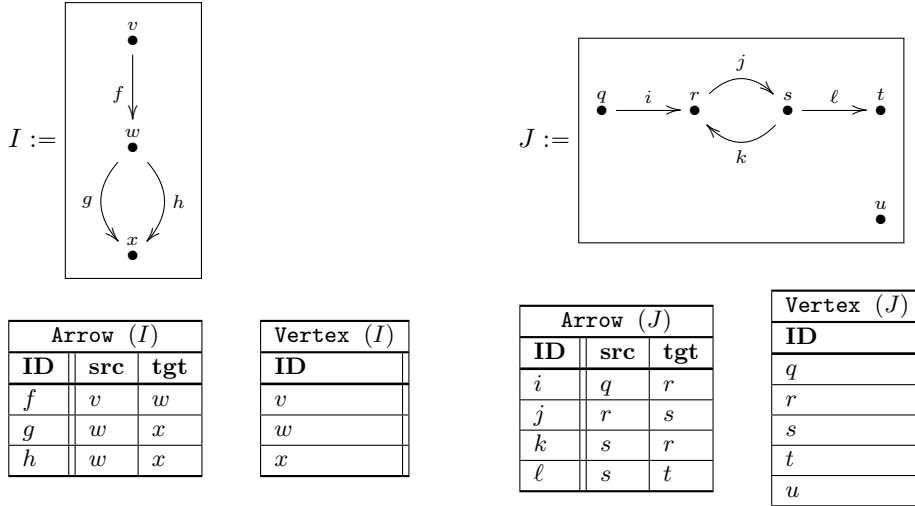 I :=
v
f
w
g
h
x
J :=
q
i
r
j
s
ℓ
t
k
u
Arrow (I)
ID src tgt
f v w
g w x
h w x
Vertex (I)
ID
v
w
x
Arrow (J)
ID src tgt
i q r
j r s
k s r
ℓ s t
Vertex (J)
ID
q
r
s
t
u